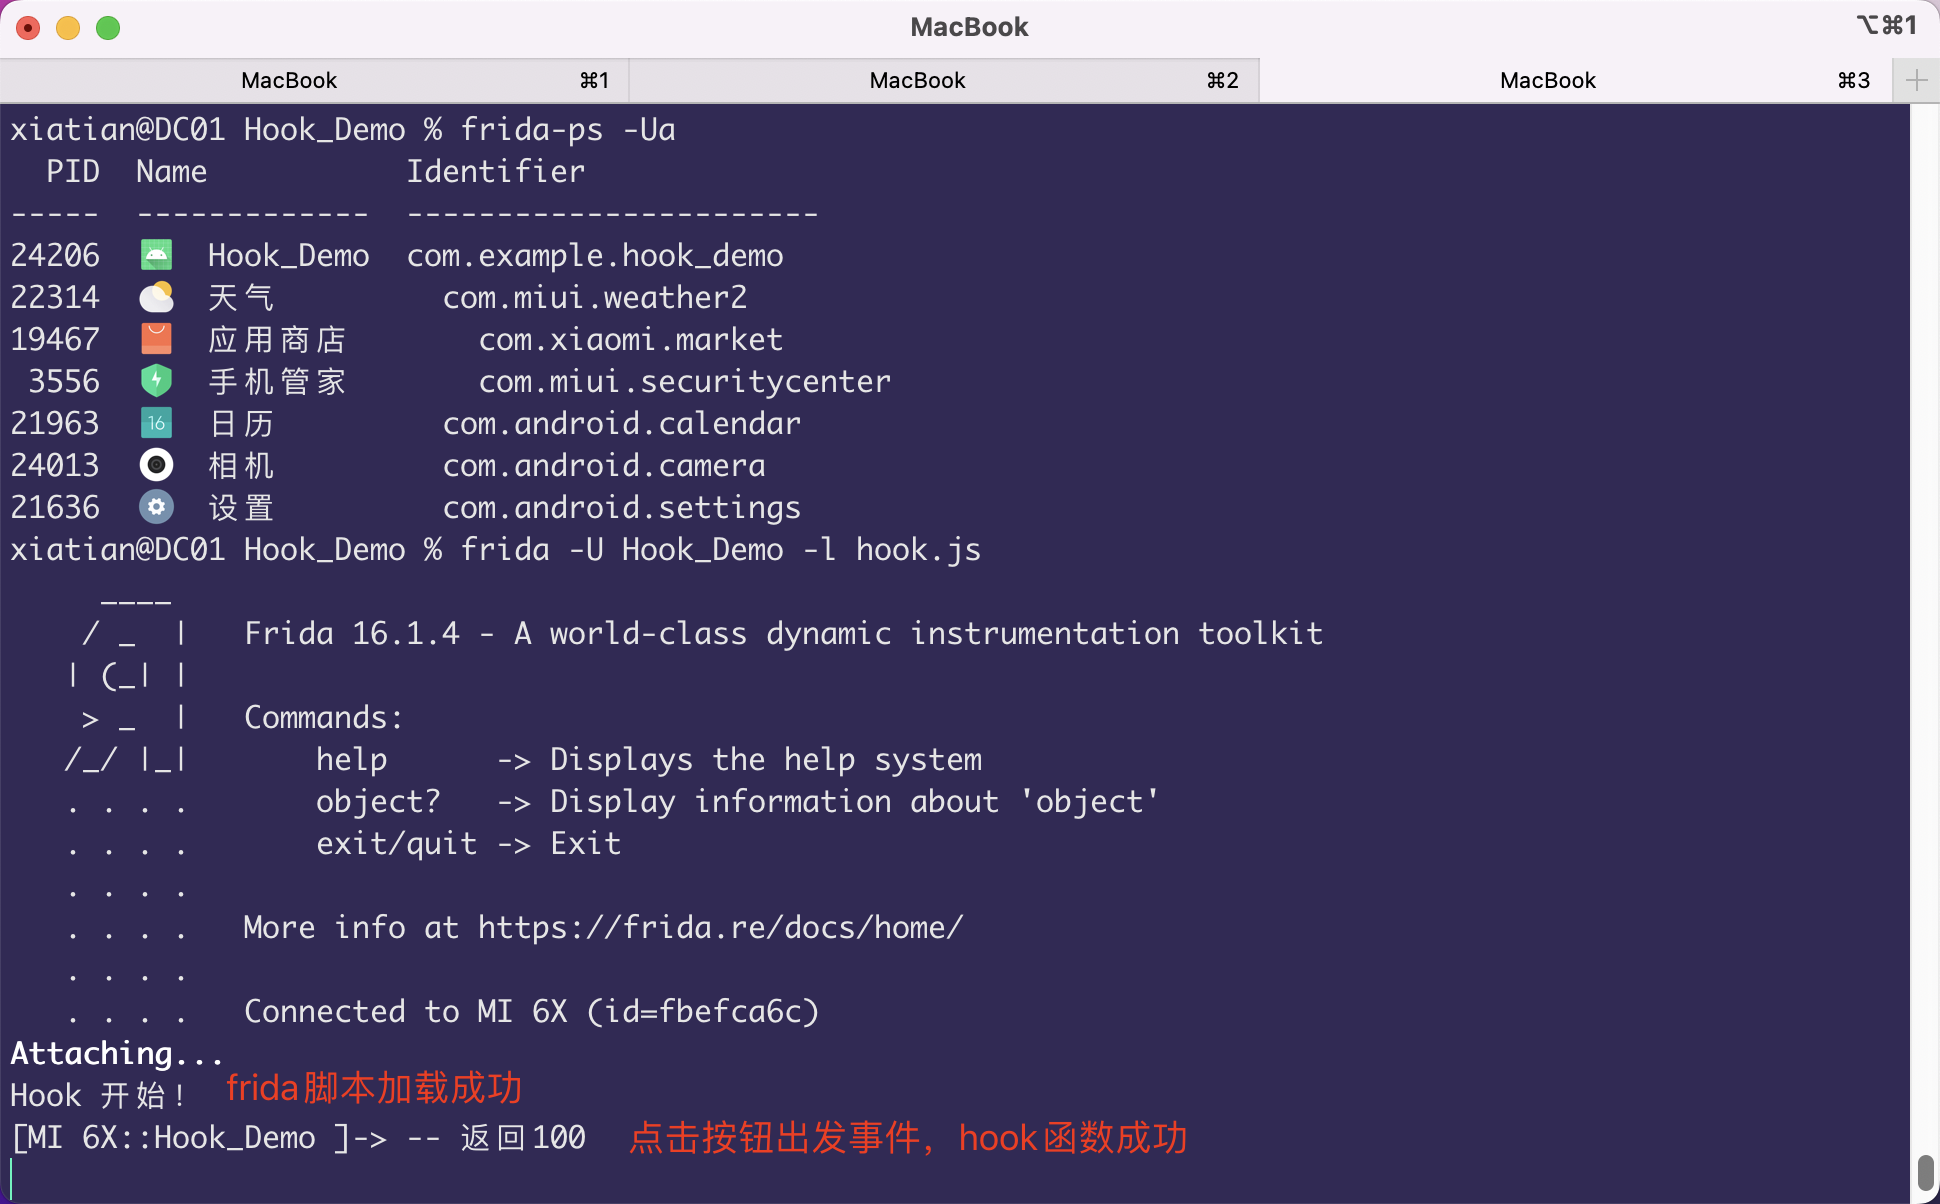 MacBook
⌥⌘1
MacBook ⌘1 MacBook ⌘2 MacBook ⌘3 +
xiatian@DC01 Hook_Demo % frida-ps -Ua
  PID  Name           Identifier
-----  -------------  -----------------------
24206  Hook_Demo  com.example.hook_demo
22314  天气  com.miui.weather2
19467  应用商店  com.xiaomi.market
 3556  手机管家  com.miui.securitycenter
21963  16  日历  com.android.calendar
24013  相机  com.android.camera
21636  设置  com.android.settings
xiatian@DC01 Hook_Demo % frida -U Hook_Demo -l hook.js
     ____
    / _  |   Frida 16.1.4 - A world-class dynamic instrumentation toolkit
   | (_| |
    > _  |   Commands:
   /_/ |_|       help      -> Displays the help system
   . . . .       object?   -> Display information about 'object'
   . . . .       exit/quit -> Exit
   . . . .
   . . . .   More info at https://frida.re/docs/home/
   . . . .
   . . . .   Connected to MI 6X (id=fbefca6c)
Attaching...
Hook 开始！ frida脚本加载成功
[MI 6X::Hook_Demo ]-> -- 返回100 点击按钮出发事件，hook函数成功